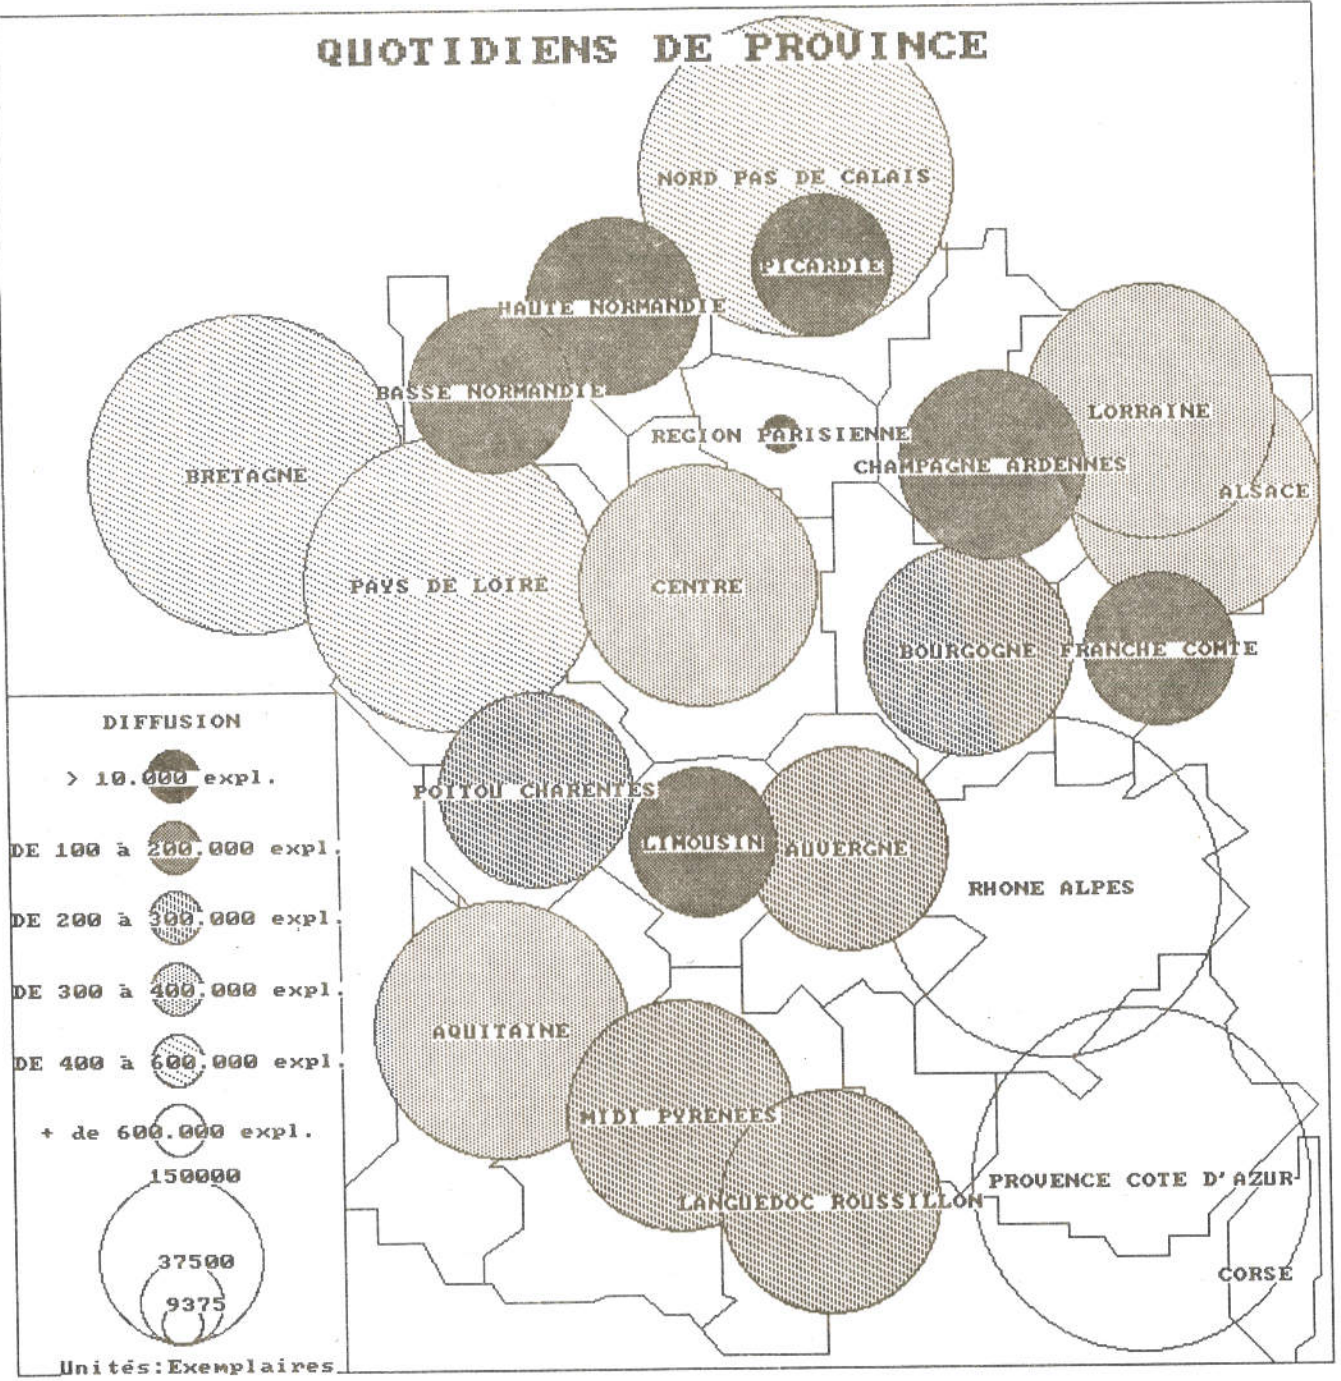 QUOTIDIENS DE PROVINCE
NORD PAS DE CALAIS
PICARDIE
HAUTE NORMANDIE
BASSE NORMANDIE
LORRAINE
REGION PARISIENNE
CHAMPAGNE ARDENNES
BRETAGNE
ALSACE
PAYS DE LOIRE
CENTRE
BOURGOGNE
FRANCHE COMTE
POITOU CHARENTES
LIMOUSIN
AUVERGNE
RHONE ALPES
AQUITAINE
MIDI PYRENEES
PROVENCE COTE D'AZUR
LANGUEDOC ROUSSILLON
CORSE
DIFFUSION
> 10.000 expl.
DE 100 à 200.000 expl.
DE 200 à 300.000 expl.
DE 300 à 400.000 expl.
DE 400 à 600.000 expl.
+ de 600.000 expl.
150000
37500
9375
Unités:Exemplaires